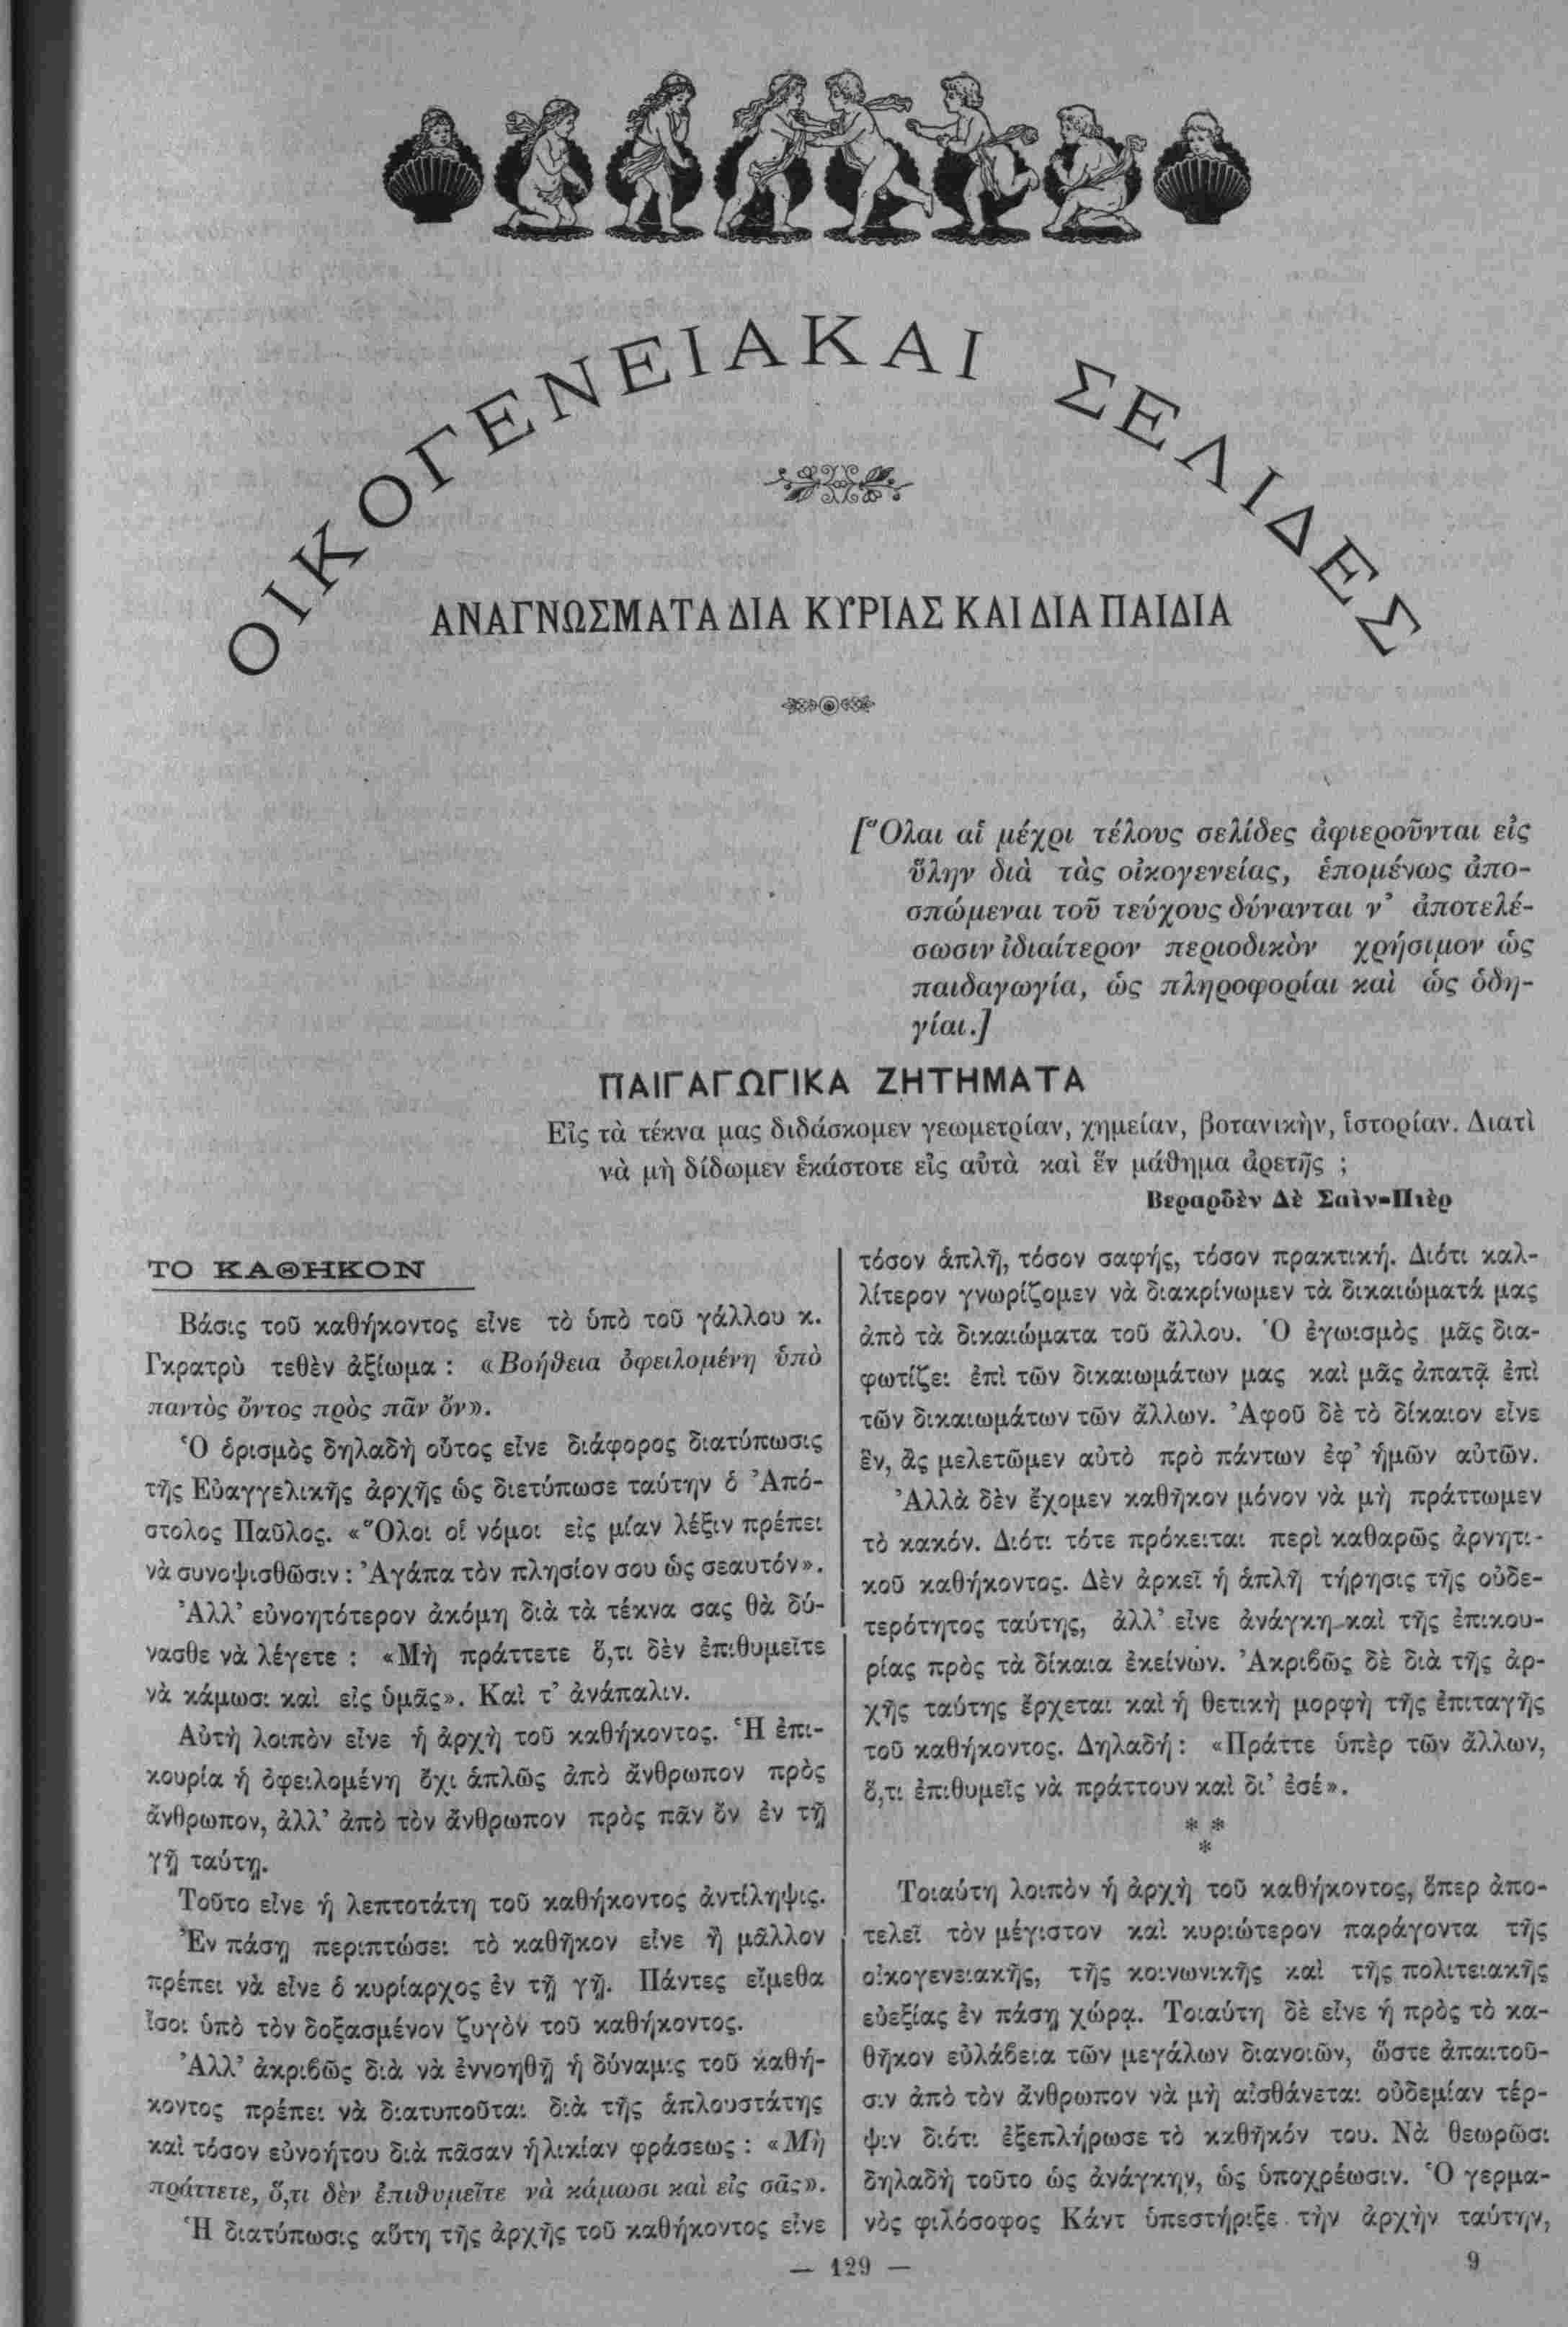 ΟΙΚΟΓΕΝΕΙΑΚΑΙ ΣΕΛΙΔΕΣ
ΑΝΑΓΝΩΣΜΑΤΑ ΔΙΑ ΚΥΡΙΑΣ ΚΑΙ ΔΙΑ ΠΑΙΔΙΑ
[Ὅλαι αἱ μέχρι τέλους σελίδες ἀφιεροῦνται εἰς
ὕλην διὰ τὰς οἰκογενείας, ἑπομένως ἀπο-
σπώμεναι τοῦ τεύχους δύνανται ν’ ἀποτελέ-
σωσιν ἰδιαίτερον περιοδικὸν χρήσιμον ὡς
παιδαγωγία, ὡς πληροφορίαι καὶ ὡς ὁδη-
γίαι.]
ΠΑΙΓΑΓΩΓΙΚΑ ΖΗΤΗΜΑΤΑ
Εἰς τὰ τέκνα μας διδάσκομεν γεωμετρίαν, χημείαν, βοτανικὴν, ἱστορίαν. Διατὶ
νὰ μὴ δίδωμεν ἑκάστοτε εἰς αὐτὰ καὶ ἕν μάθημα ἀρετῆς ;
Βεραρδὲν Δὲ Σαὶν-Πιὲρ
ΤΟ ΚΑΘΗΚΟΝ
Βάσις τοῦ καθήκοντος εἶνε τὸ ὑπὸ τοῦ γάλλου κ.
Γκρατρὺ τεθὲν ἀξίωμα : «Βοήθεια ὀφειλομένη ὑπὸ
παντὸς ὄντος πρὸς πᾶν ὄν».
Ὁ ὁρισμὸς δηλαδὴ οὗτος εἶνε διάφορος διατύπωσις
τῆς Εὐαγγελικῆς ἀρχῆς ὡς διετύπωσε ταύτην ὁ Ἀπό-
στολος Παῦλος. «Ὅλοι οἱ νόμοι εἰς μίαν λέξιν πρέπει
νὰ συνοψισθῶσιν : Ἀγάπα τὸν πλησίον σου ὡς σεαυτόν».
Ἀλλ’ εὐνοητότερον ἀκόμη διὰ τὰ τέκνα σας θὰ δύ-
νασθε νὰ λέγετε : «Μὴ πράττετε ὅ,τι δὲν ἐπιθυμεῖτε
νὰ κάμωσι καὶ εἰς ὑμᾶς». Καὶ τ’ ἀνάπαλιν.
Αὐτὴ λοιπὸν εἶνε ἡ ἀρχὴ τοῦ καθήκοντος. Ἡ ἐπι-
κουρία ἡ ὀφειλομένη ὄχι ἁπλῶς ἀπὸ ἄνθρωπον πρὸς
ἄνθρωπον, ἀλλ’ ἀπὸ τὸν ἄνθρωπον πρὸς πᾶν ὄν ἐν τῇ
γῇ ταύτῃ.
Τοῦτο εἶνε ἡ λεπτοτάτη τοῦ καθήκοντος ἀντίληψις.
Ἐν πάσῃ περιπτώσει τὸ καθῆκον εἶνε ἢ μᾶλλον
πρέπει νὰ εἶνε ὁ κυρίαρχος ἐν τῇ γῇ. Πάντες εἴμεθα
ἴσοι ὑπὸ τὸν δοξασμένον ζυγὸν τοῦ καθήκοντος.
Ἀλλ’ ἀκριβῶς διὰ νὰ ἐννοηθῇ ἡ δύναμις τοῦ καθή-
κοντος πρέπει νὰ διατυποῦται διὰ τῆς ἁπλουστάτης
καὶ τόσον εὐνοήτου διὰ πᾶσαν ἡλικίαν φράσεως : «Μὴ
πράττετε, ὅ,τι δὲν ἐπιθυμεῖτε νὰ κάμωσι καὶ εἰς σᾶς».
Ἡ διατύπωσις αὕτη τῆς ἀρχῆς τοῦ καθήκοντος εἶνε
τόσον ἁπλῆ, τόσον σαφής, τόσον πρακτική. Διότι καλ-
λίτερον γνωρίζομεν νὰ διακρίνωμεν τὰ δικαιώματά μας
ἀπὸ τὰ δικαιώματα τοῦ ἄλλου. Ὁ ἐγωισμὸς μᾶς δια-
φωτίζει ἐπὶ τῶν δικαιωμάτων μας καὶ μᾶς ἀπατᾷ ἐπὶ
τῶν δικαιωμάτων τῶν ἄλλων. Ἀφοῦ δὲ τὸ δίκαιον εἶνε
ἓν, ἂς μελετῶμεν αὐτὸ πρὸ πάντων ἐφ’ ἡμῶν αὐτῶν.
Ἀλλὰ δὲν ἔχομεν καθῆκον μόνον νὰ μὴ πράττωμεν
τὸ κακόν. Διότι τότε πρόκειται περὶ καθαρῶς ἀρνητι-
κοῦ καθήκοντος. Δὲν ἀρκεῖ ἡ ἁπλῆ τήρησις τῆς οὐδε-
τερότητος ταύτης, ἀλλ’ εἶνε ἀνάγκη καὶ τῆς ἐπικου-
ρίας πρὸς τὰ δίκαια ἐκείνων. Ἀκριβῶς δὲ διὰ τῆς ἀρ-
χῆς ταύτης ἔρχεται καὶ ἡ θετικὴ μορφὴ τῆς ἐπιταγῆς
τοῦ καθήκοντος. Δηλαδή : «Πράττε ὑπὲρ τῶν ἄλλων,
ὅ,τι ἐπιθυμεῖς νὰ πράττουν καὶ δι’ ἐσέ».
* *
*
Τοιαύτη λοιπὸν ἡ ἀρχὴ τοῦ καθήκοντος, ὅπερ ἀπο-
τελεῖ τὸν μέγιστον καὶ κυριώτερον παράγοντα τῆς
οἰκογενειακῆς, τῆς κοινωνικῆς καὶ τῆς πολιτειακῆς
εὐεξίας ἐν πάσῃ χώρᾳ. Τοιαύτη δὲ εἶνε ἡ πρὸς τὸ κα-
θῆκον εὐλάβεια τῶν μεγάλων διανοιῶν, ὥστε ἀπαιτοῦ-
σιν ἀπὸ τὸν ἄνθρωπον νὰ μὴ αἰσθάνεται οὐδεμίαν τέρ-
ψιν διότι ἐξεπλήρωσε τὸ καθῆκόν του. Νὰ θεωρῶσι
δηλαδὴ τοῦτο ὡς ἀνάγκην, ὡς ὑποχρέωσιν. Ὁ γερμα-
νὸς φιλόσοφος Κάντ ὑπεστήριξε τὴν ἀρχὴν ταύτην,
— 129 —
9